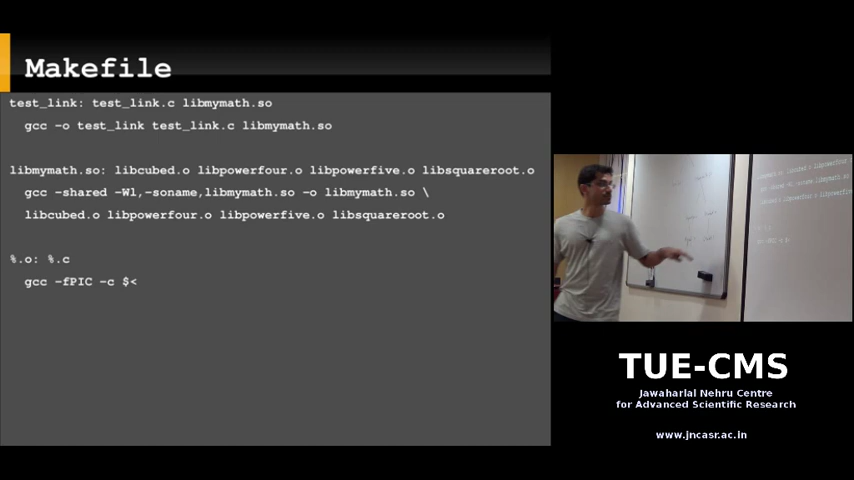 Makefile
test_link: test_link.c libmymath.so
gcc -o test_link test_link.c libmymath.so
libmymath.so: libcubed.o libpowerfour.o libpowerfive.o libsquareroot.o
gcc -shared -Wl,-soname,libmymath.so -o libmymath.so \
libcubed.o libpowerfour.o libpowerfive.o libsquareroot.o
%.o: %.c
gcc -fPIC -c $<
TUE-CMS
Jawaharlal Nehru Centre
for Advanced Scientific Research
www.jncasr.ac.in